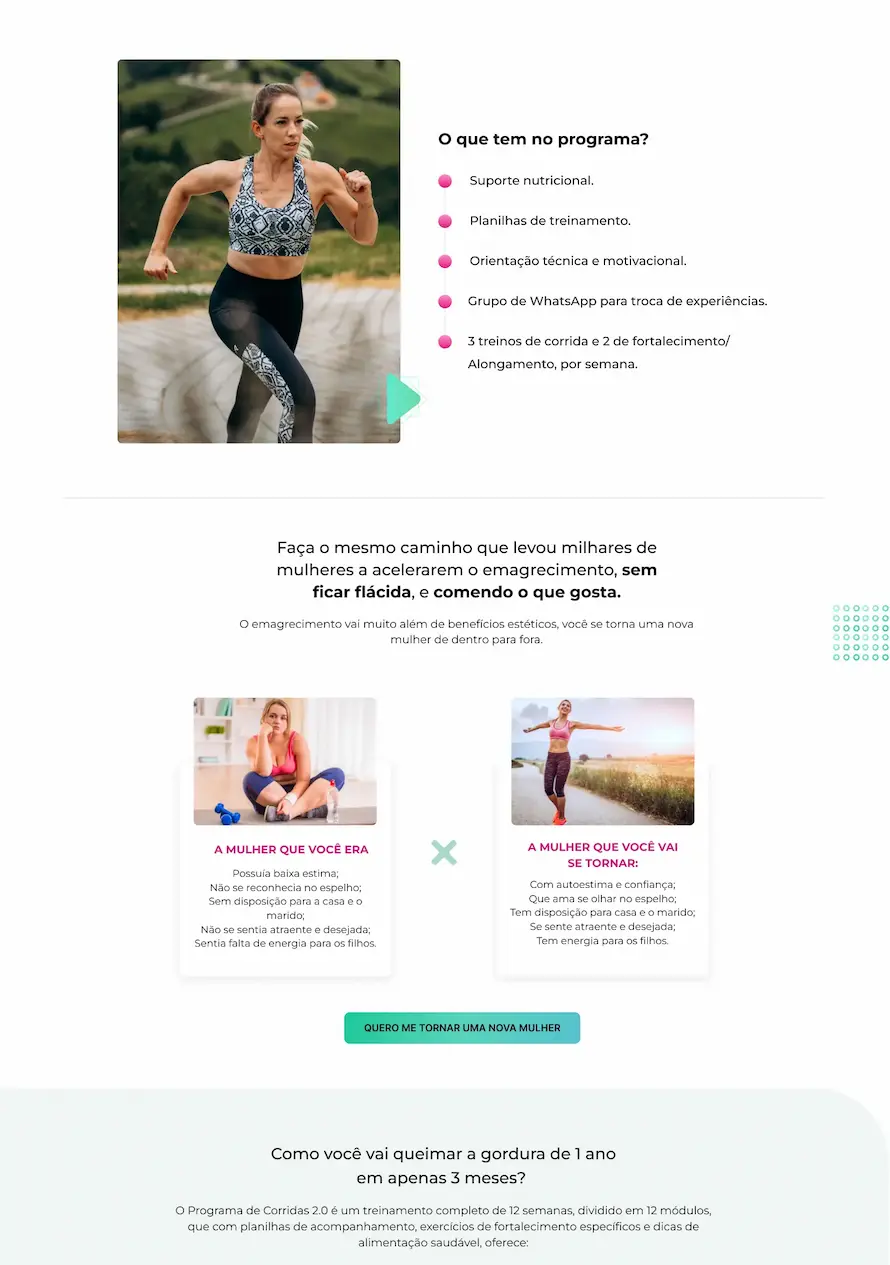 O que tem no programa?
Suporte nutricional.
Planilhas de treinamento.
Orientação técnica e motivacional.
Grupo de WhatsApp para troca de experiências.
3 treinos de corrida e 2 de fortalecimento/
Alongamento, por semana.
Faça o mesmo caminho que levou milhares de
mulheres a acelerarem o emagrecimento, sem
ficar flácida, e comendo o que gosta.
O emagrecimento vai muito além de benefícios estéticos, você se torna uma nova
mulher de dentro para fora.
A MULHER QUE VOCÊ ERA
Possuía baixa estima;
Não se reconhecia no espelho;
Sem disposição para a casa e o
marido;
Não se sentia atraente e desejada;
Sentia falta de energia para os filhos.
A MULHER QUE VOCÊ VAI
SE TORNAR:
Com autoestima e confiança;
Que ama se olhar no espelho;
Tem disposição para casa e o marido;
Se sente atraente e desejada;
Tem energia para os filhos.
QUERO ME TORNAR UMA NOVA MULHER
Como você vai queimar a gordura de 1 ano
em apenas 3 meses?
O Programa de Corridas 2.0 é um treinamento completo de 12 semanas, dividido em 12 módulos,
que com planilhas de acompanhamento, exercícios de fortalecimento específicos e dicas de
alimentação saudável, oferece: